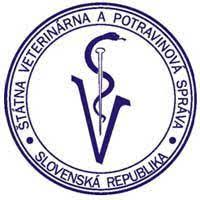 ŠTÁTNA VETERINÁRNA A POTRAVINOVÁ SPRÁVA
SLOVENSKÁ REPUBLIKA
V